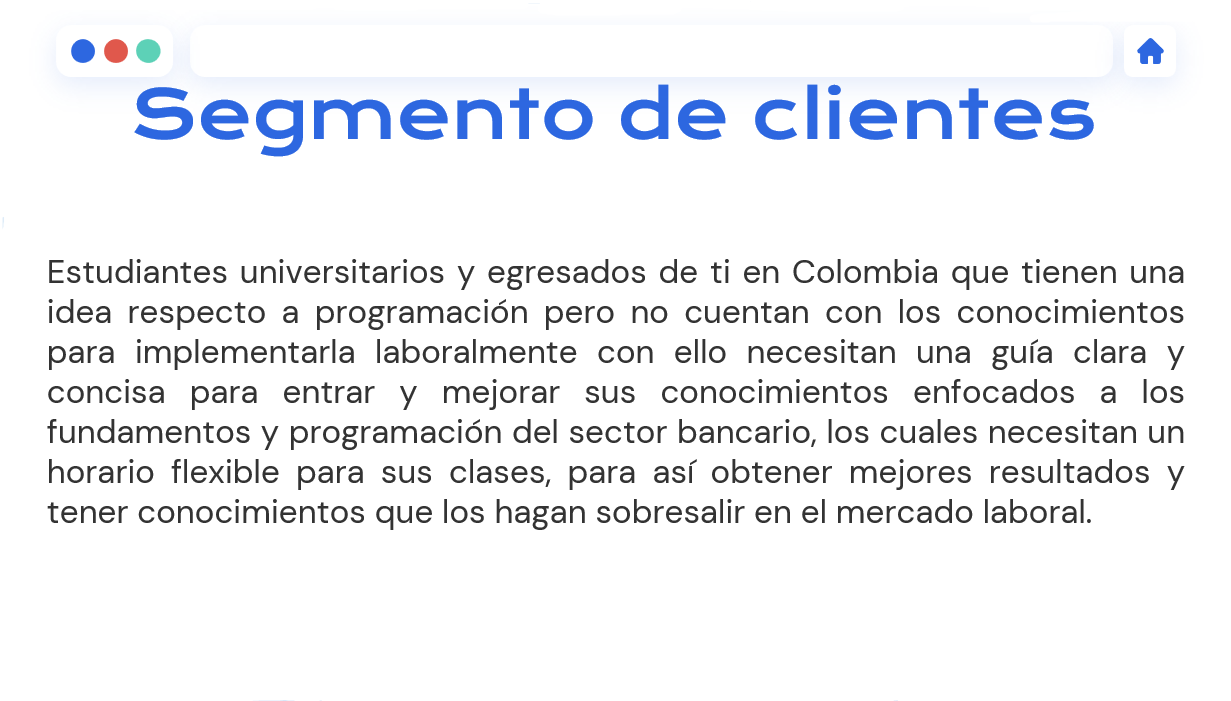 Segmento de clientes
Estudiantes universitarios y egresados de ti en Colombia que tienen una
idea respecto a programación pero no cuentan con los conocimientos
para implementarla laboralmente con ello necesitan una guía clara y
concisa para entrar y mejorar sus conocimientos enfocados a los
fundamentos y programación del sector bancario, los cuales necesitan un
horario flexible para sus clases, para así obtener mejores resultados y
tener conocimientos que los hagan sobresalir en el mercado laboral.